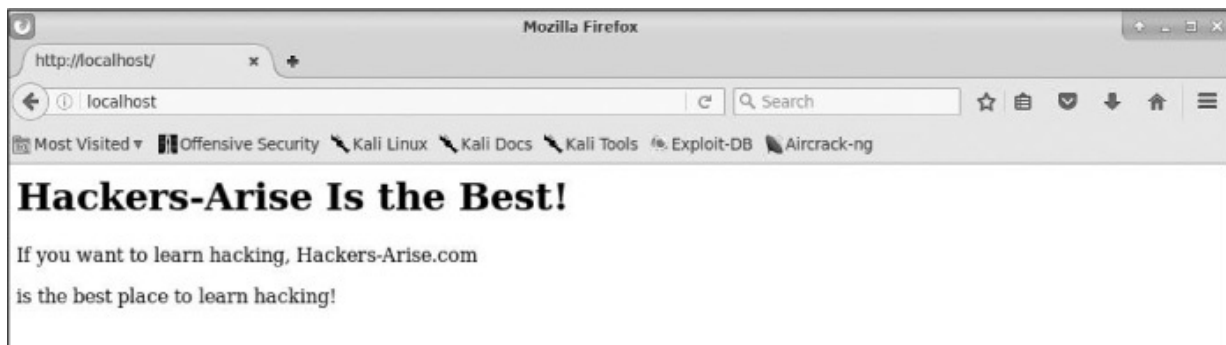 Mozilla Firefox
http://localhost/
localhost
Search
Most Visited Offensive Security Kali Linux Kali Docs Kali Tools Exploit-DB Aircrack-ng
Hackers-Arise Is the Best!
If you want to learn hacking, Hackers-Arise.com
is the best place to learn hacking!